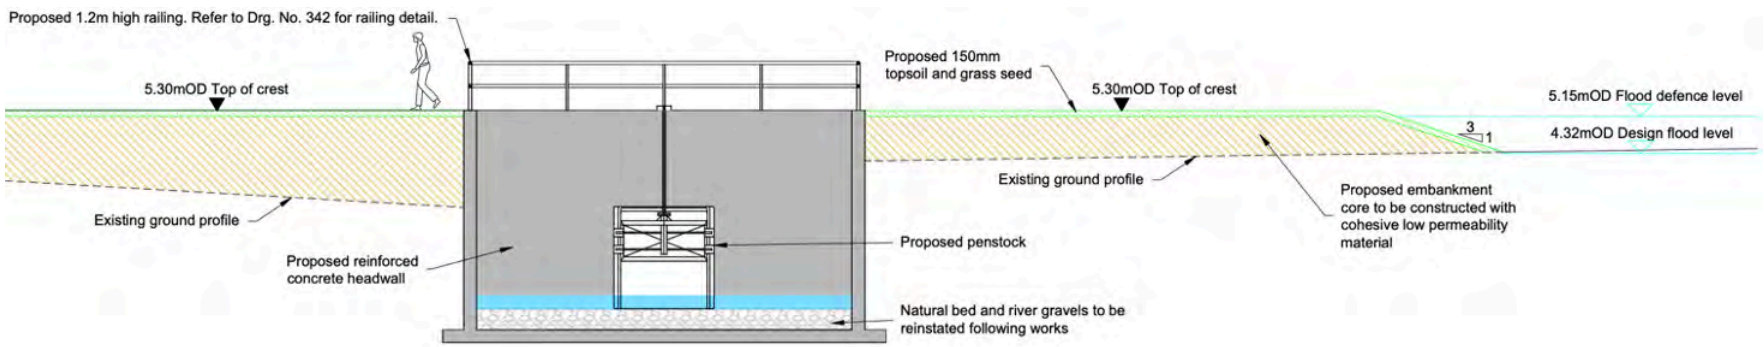 Proposed 1.2m high railing. Refer to Drg. No. 342 for railing detail.
5.30mOD Top of crest
Proposed 150mm
topsoil and grass seed
5.30mOD Top of crest
5.15mOD Flood defence level
3
1
4.32mOD Design flood level
Existing ground profile
Existing ground profile
Proposed embankment
core to be constructed with
cohesive low permeability
material
Proposed reinforced
concrete headwall
Proposed penstock
Natural bed and river gravels to be
reinstated following works